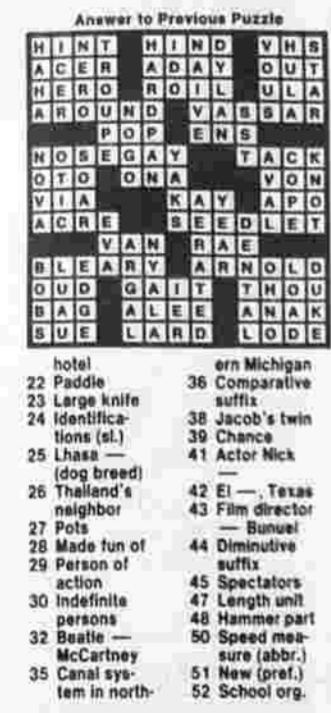 Answer to Previous Puzzle
HINT HIND VHS
ACER ADAY OUT
HERO ROIL ULA
AROUND VASSAR
POP ENS
NOSEGAY TACK
OTO ONA VON
VIA KAY APO
ACRE SEEDLET
VAN RAE
BLEARY ARNOLD
OUD GAIT THOU
BAG ALEE ANAK
SUE LARD LODE
hotel
22 Paddle
23 Large knife
24 Identifica-
tions (sl.)
25 Lhasa —
(dog breed)
26 Thailand's
neighbor
27 Pots
28 Made fun of
29 Person of
action
30 Indefinite
persons
32 Beatle —
McCartney
35 Canal sys-
tem in north-
ern Michigan
36 Comparative
suffix
38 Jacob's twin
39 Chance
41 Actor Nick
—
42 El —, Texas
43 Film director
— Bunuel
44 Diminutive
suffix
45 Spectators
47 Length unit
48 Hammer part
50 Speed mea-
sure (abbr.)
51 New (pref.)
52 School org.